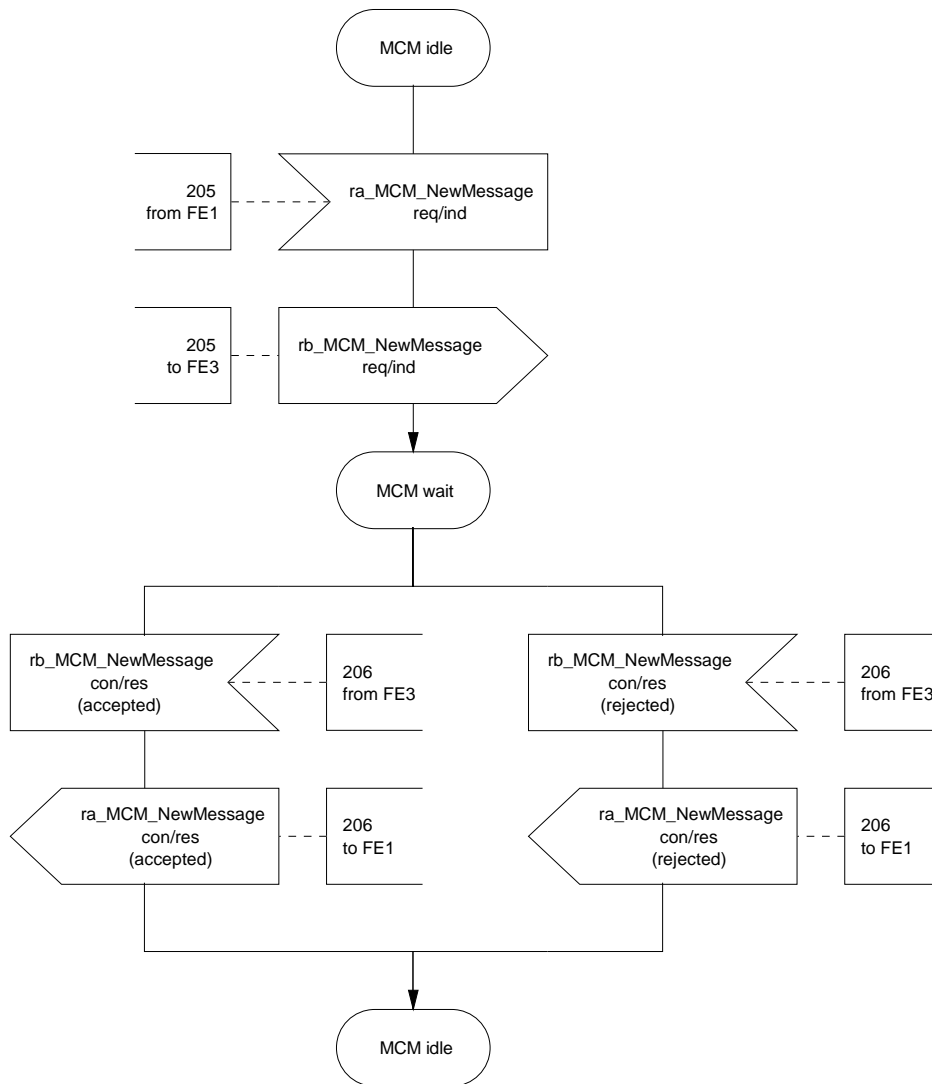 MCM idle
205
from FE1
ra_MCM_NewMessage
req/ind
205
to FE3
rb_MCM_NewMessage
req/ind
MCM wait
rb_MCM_NewMessage
con/res
(accepted)
206
from FE3
rb_MCM_NewMessage
con/res
(rejected)
206
from FE3
ra_MCM_NewMessage
con/res
(accepted)
206
to FE1
ra_MCM_NewMessage
con/res
(rejected)
206
to FE1
MCM idle